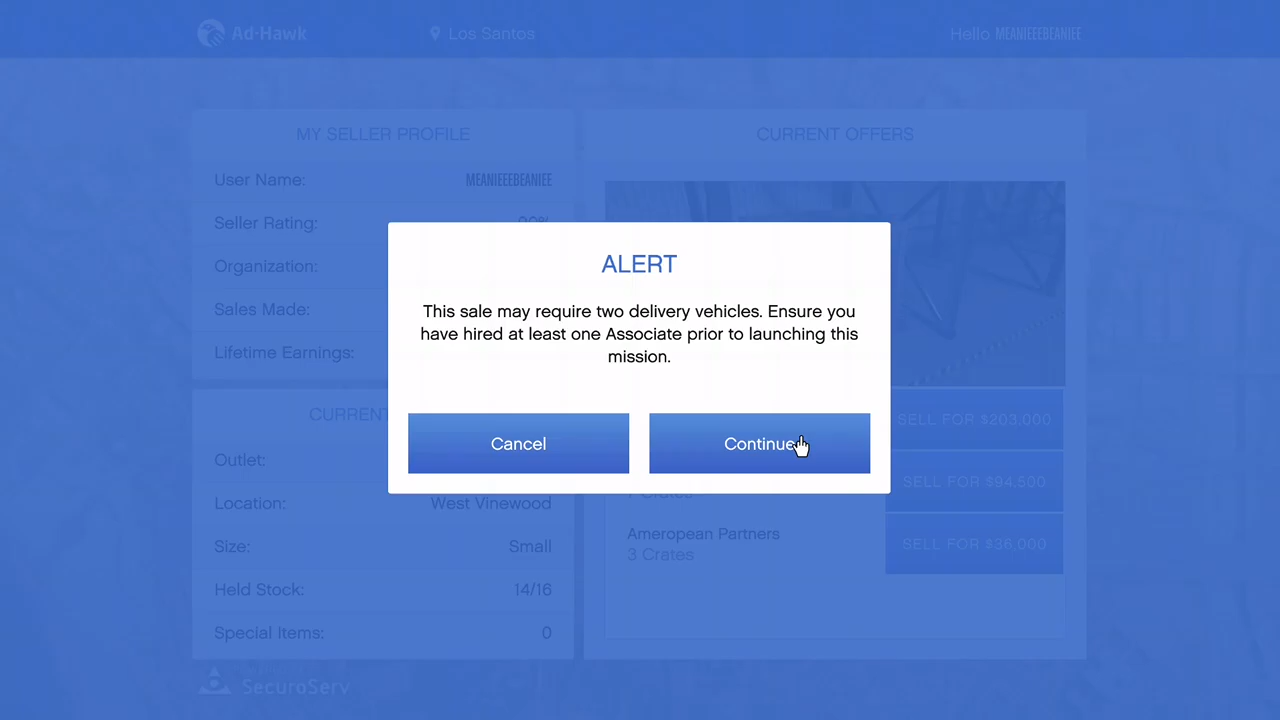 Ad-Hawk
Los Santos
Hello MEANIEEEBEANIEE
MY SELLER PROFILE
CURRENT OFFERS
User Name: MEANIEEEBEANIEE
Seller Rating:
Organization:
Sales Made:
Lifetime Earnings:
ALERT
This sale may require two delivery vehicles. Ensure you
have hired at least one Associate prior to launching this
mission.
Cancel
Continue
CURRENT
SELL FOR $203,000
Outlet:
SELL FOR $94,500
7 Crates
Location: West Vinewood
Ameropean Partners
3 Crates
SELL FOR $36,000
Size: Small
Held Stock: 14/16
Special Items: 0
SecuroServ